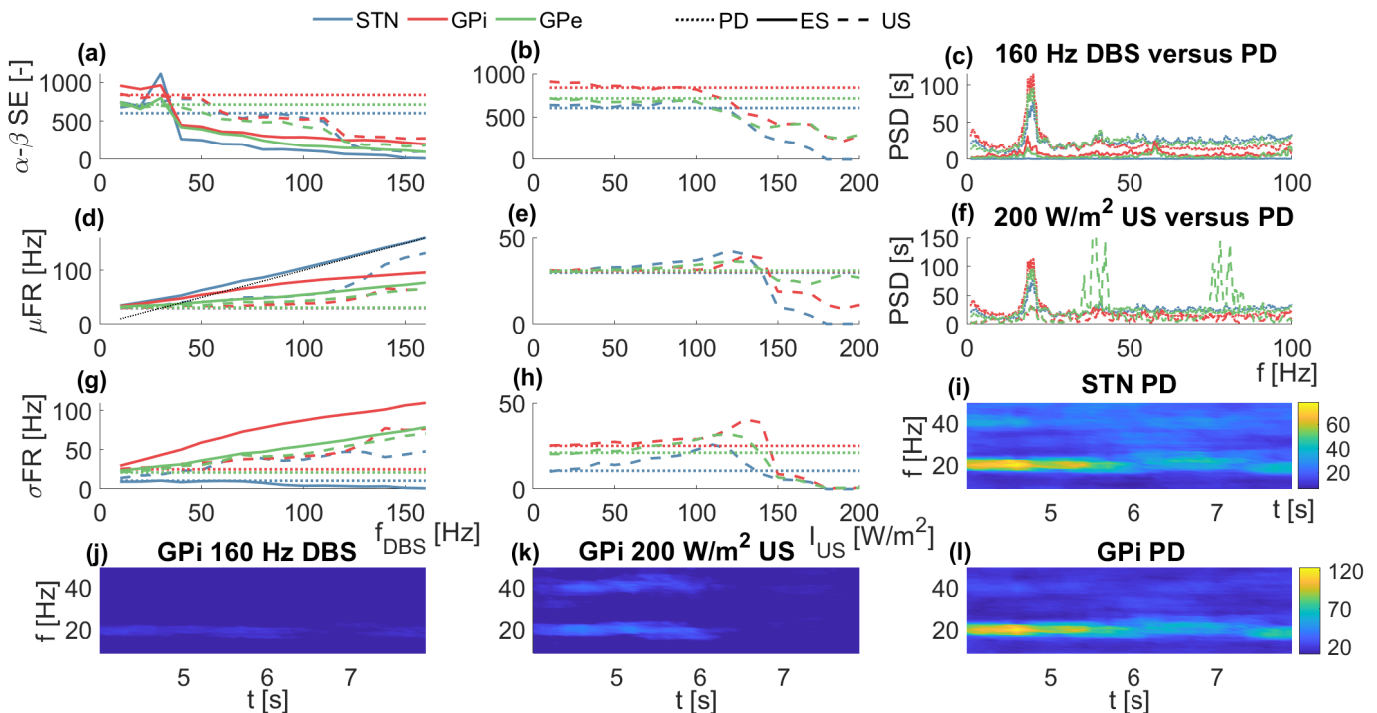 STN GPi GPe PD ES US
(a) (b) (c) 160 Hz DBS versus PD
α-β SE [-]
1000
500
0
0 50 100 150
1000
500
0
0 50 100 150 200
PSD [s]
100
50
0
50 100
(d) (e) (f) 200 W/m² US versus PD
μFR [Hz]
100
0
0 50 100 150
50
0
0 50 100 150 200
PSD [s]
150
100
50
0
0 50 100
f [Hz]
(g) (h) (i) STN PD
σFR [Hz]
100
50
0
0 50 100 150
f_DBS [Hz]
50
0
0 50 100 150 200
I_US [W/m²]
f [Hz]
40
20
5 6 7
t [s]
60
40
20
(j) GPi 160 Hz DBS (k) GPi 200 W/m² US (l) GPi PD
f [Hz]
40
20
5 6 7
t [s]
40
20
5 6 7
t [s]
40
20
5 6 7
t [s]
120
70
20